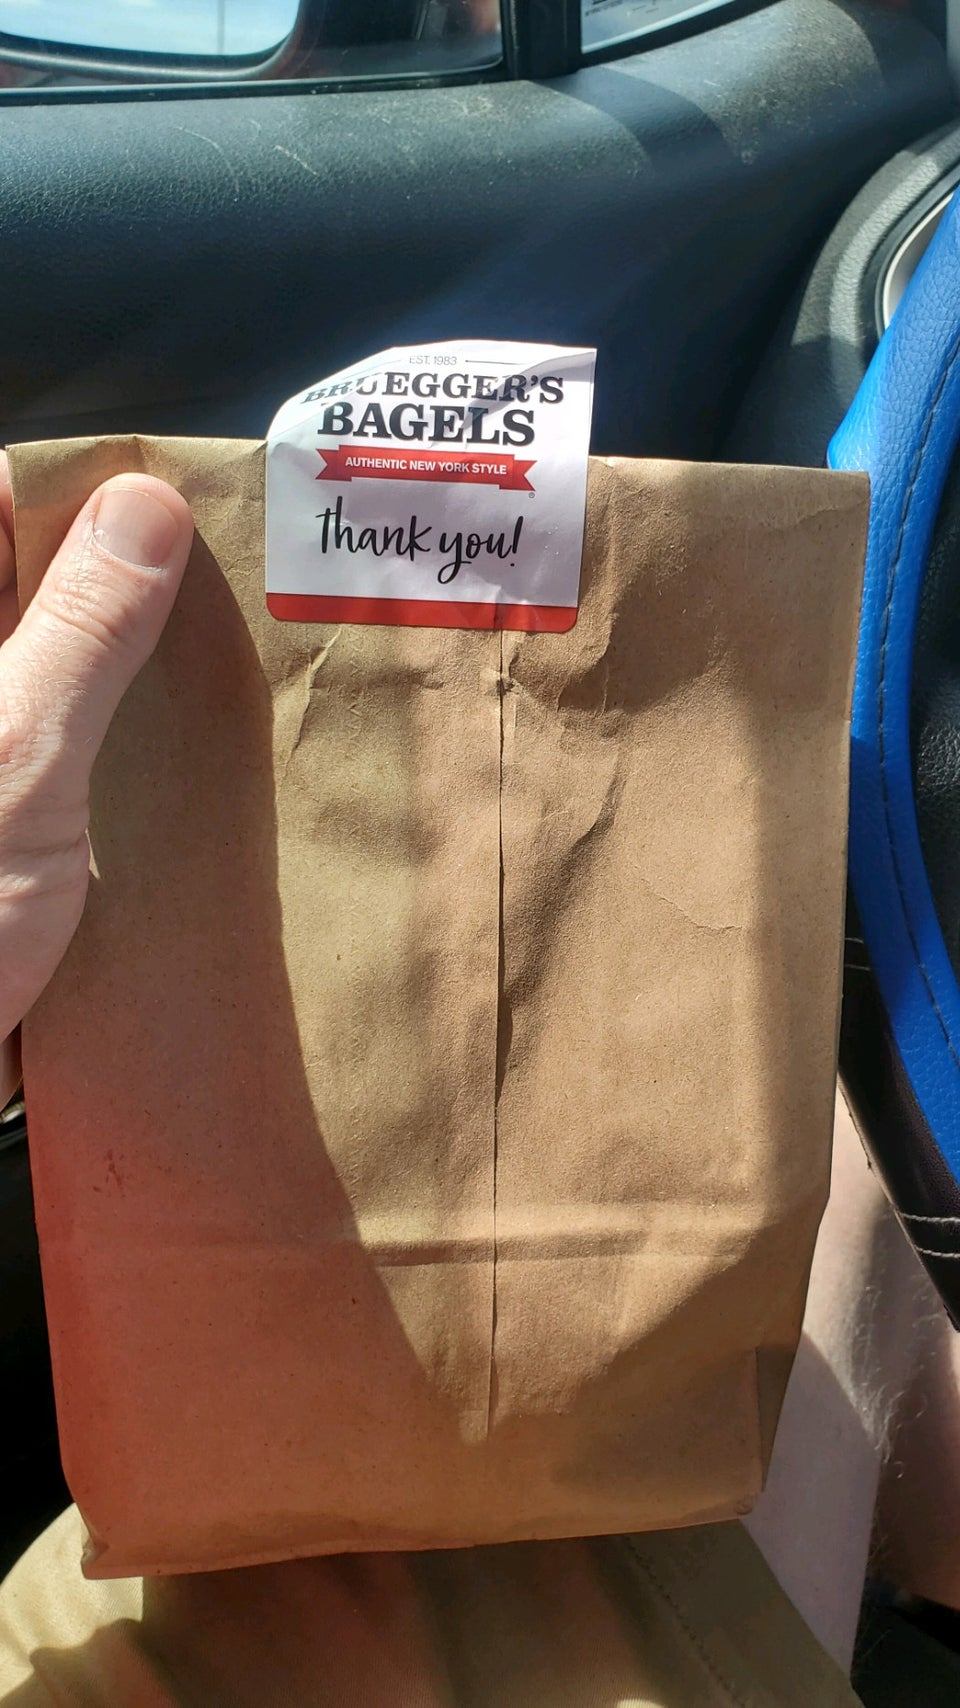 EST. 1983
BRUEGGER'S
BAGELS
AUTHENTIC NEW YORK STYLE
®
thank you!